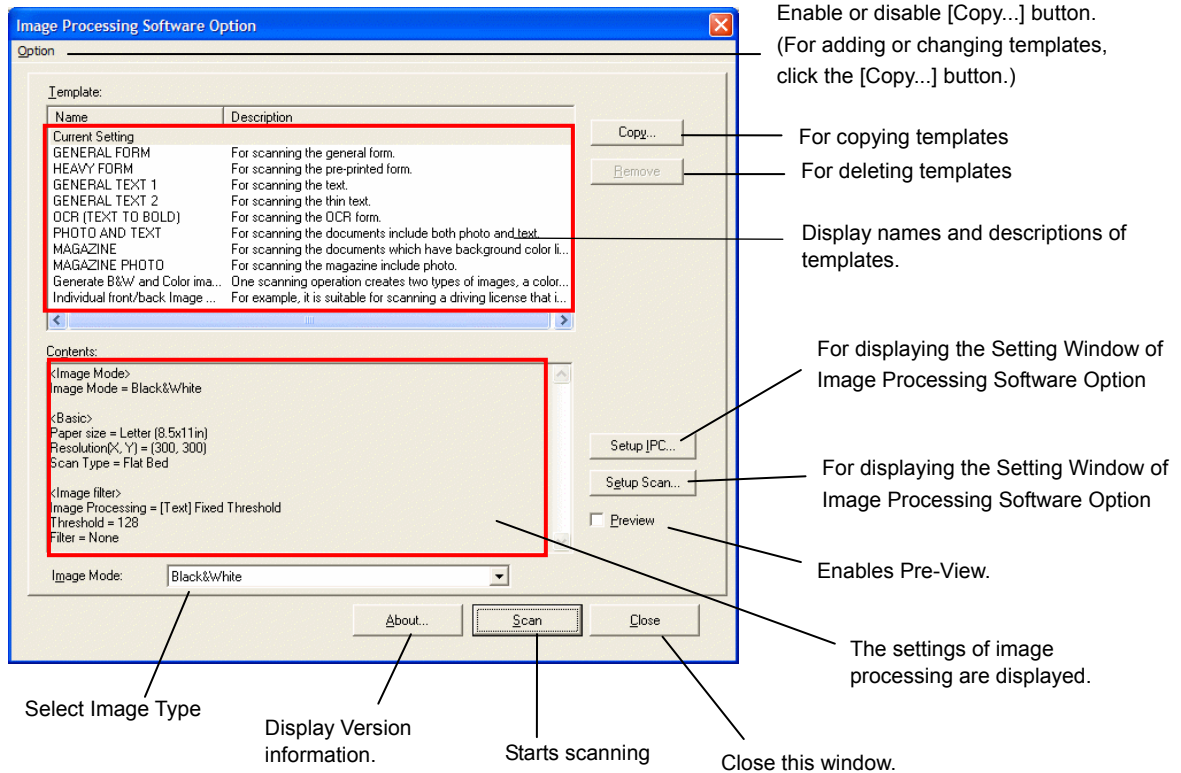 Image Processing Software Option
Option
Enable or disable [Copy...] button.
(For adding or changing templates,
click the [Copy...] button.)
Template:
Name Description
Current Setting
GENERAL FORM For scanning the general form.
HEAVY FORM For scanning the pre-printed form.
GENERAL TEXT 1 For scanning the text.
GENERAL TEXT 2 For scanning the thin text.
OCR (TEXT TO BOLD) For scanning the OCR form.
PHOTO AND TEXT For scanning the documents include both photo and text.
MAGAZINE For scanning the documents which have background color li...
MAGAZINE PHOTO For scanning the magazine include photo.
Generate B&W and Color ima... One scanning operation creates two types of images, a color...
Individual front/back Image ... For example, it is suitable for scanning a driving license that i...
Copy...
Remove
For copying templates
For deleting templates
Display names and descriptions of
templates.
Contents:
<Image Mode>
Image Mode = Black&White
<Basic>
Paper size = Letter (8.5x11in)
Resolution(X, Y) = (300, 300)
Scan Type = Flat Bed
<Image filter>
Image Processing = [Text] Fixed Threshold
Threshold = 128
Filter = None
Setup IPC...
Setup Scan...
Preview
For displaying the Setting Window of
Image Processing Software Option
For displaying the Setting Window of
Image Processing Software Option
Enables Pre-View.
Image Mode: Black&White
About... Scan Close
The settings of image
processing are displayed.
Select Image Type
Display Version
information.
Starts scanning
Close this window.